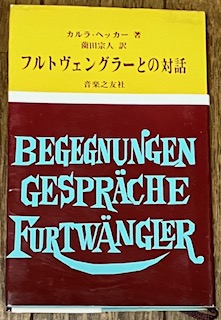 カルラ・ヘッカー 著
薗田宗人 訳
フルトヴェングラーとの対話
音楽之友社
BEGEGNUNGEN
GESPRÄCHE
FURTWÄNGLER